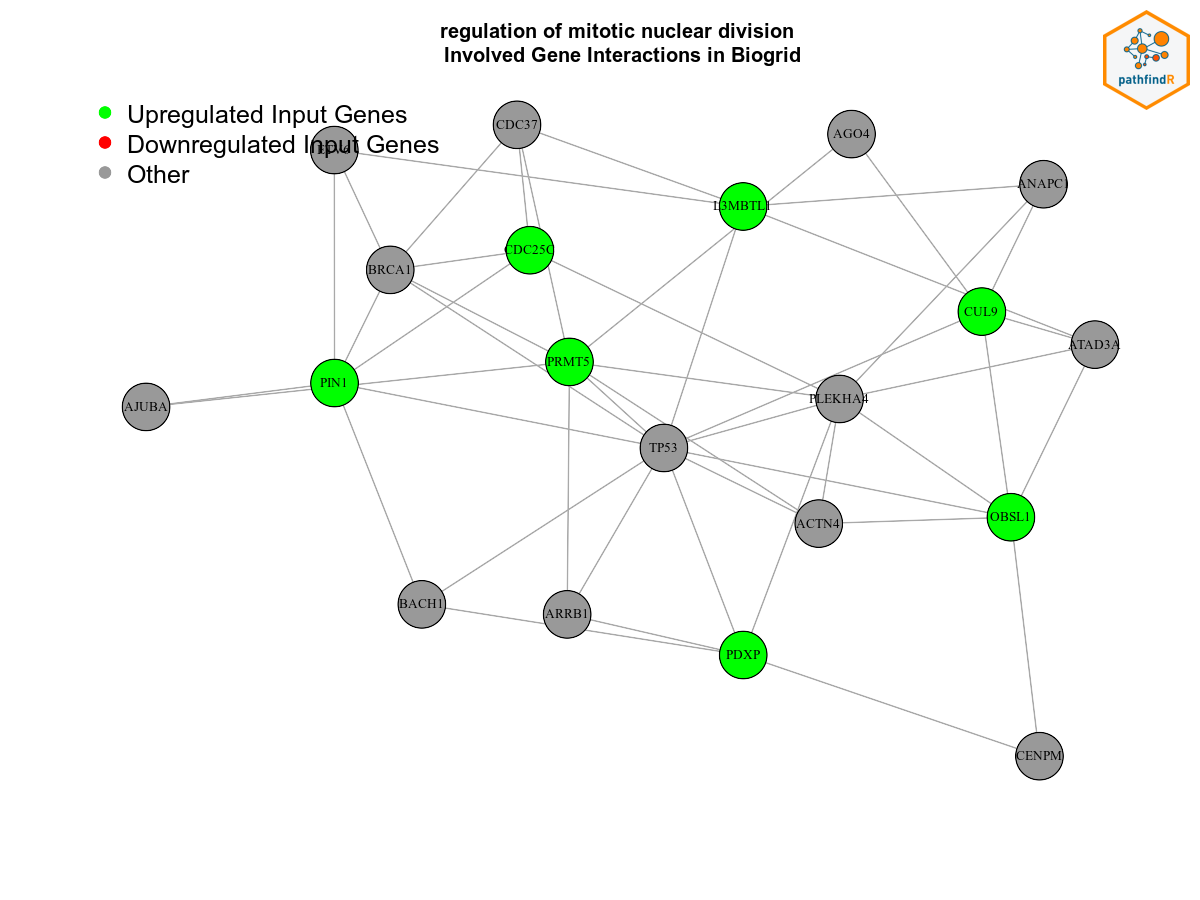 regulation of mitotic nuclear division
Involved Gene Interactions in Biogrid
pathfindR
Upregulated Input Genes
Downregulated Input Genes
Other
CDC37
AGO4
ANAPC1
L3MBTL1
CDC25C
BRCA1
CUL9
ATAD3A
PRMT5
PIN1
AJUBA
PLEKHA4
TP53
OBSL1
ACTN4
BACH1
ARRB1
PDXP
CENPM